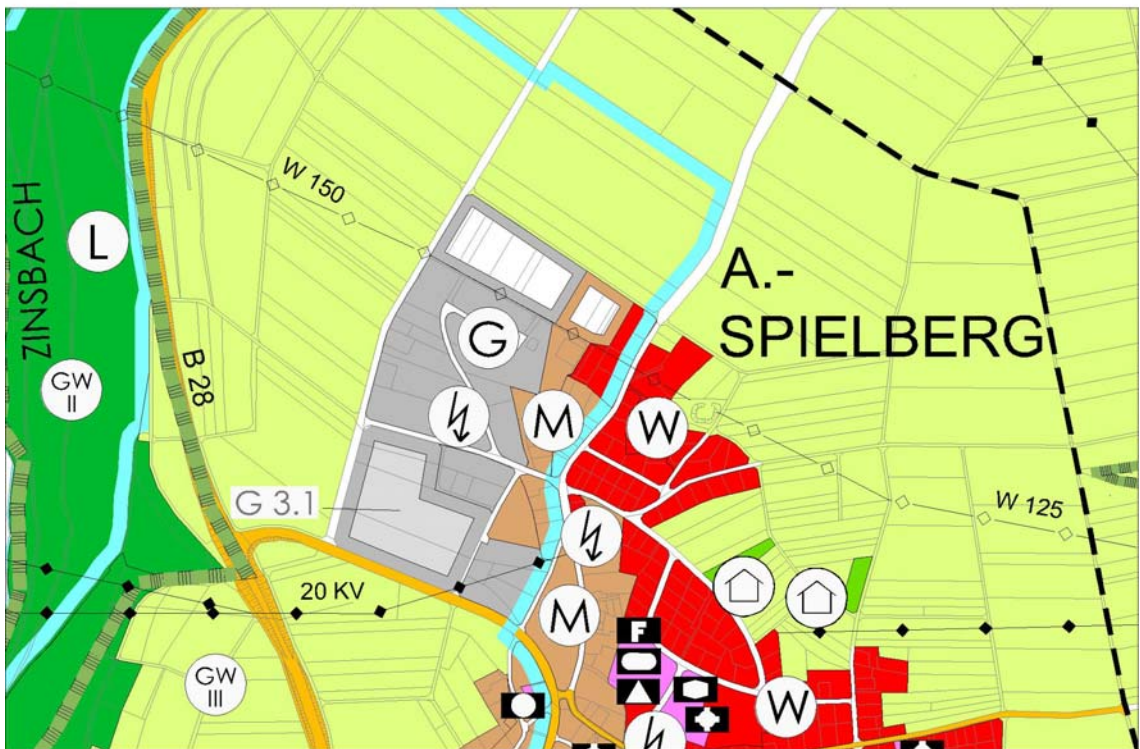 W 150
L
ZINSBACH
A.-
SPIELBERG
G
B 28
GW
II
M
W
G 3.1
W 125
20 KV
M
F
GW
III
W